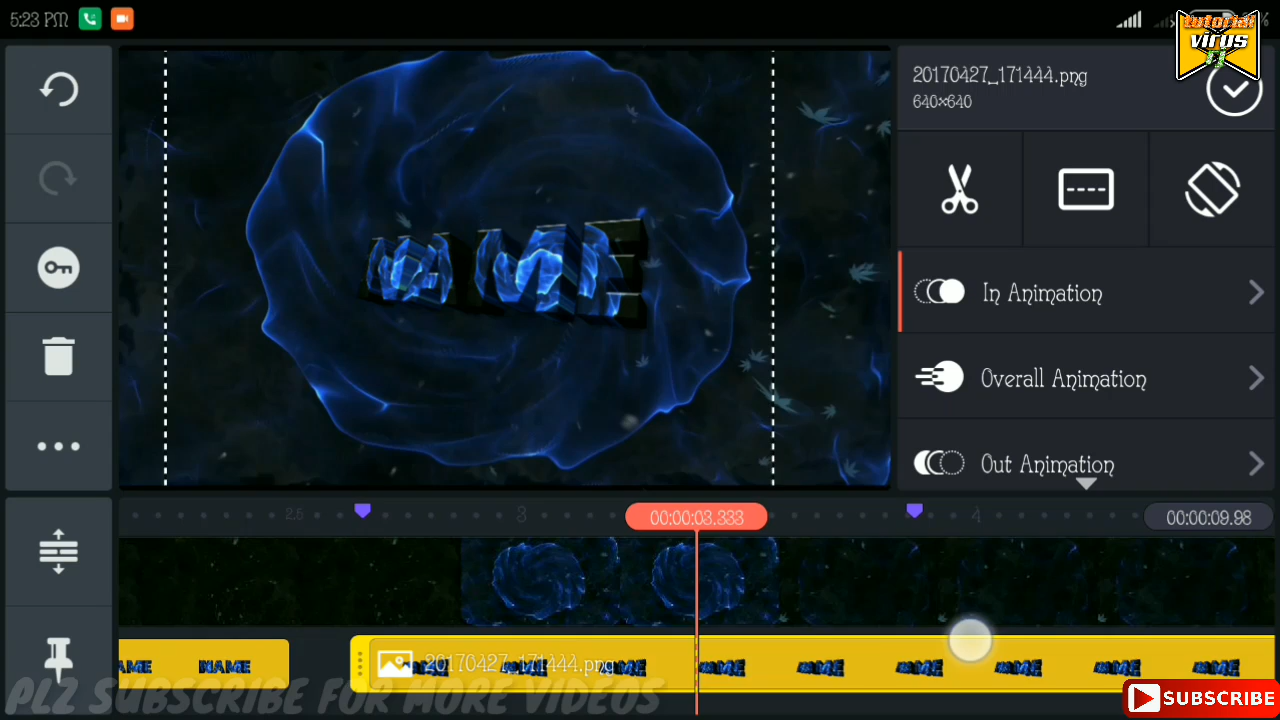 5:23 PM
tutorial
virus
20170427_171444.png
640×640
NAME
In Animation
Overall Animation
Out Animation
2.5
3
00:00:03.333
4
00:00:09.98
NAME
20170427_171444.png
PLZ SUBSCRIBE FOR MORE VIDEOS
SUBSCRIBE